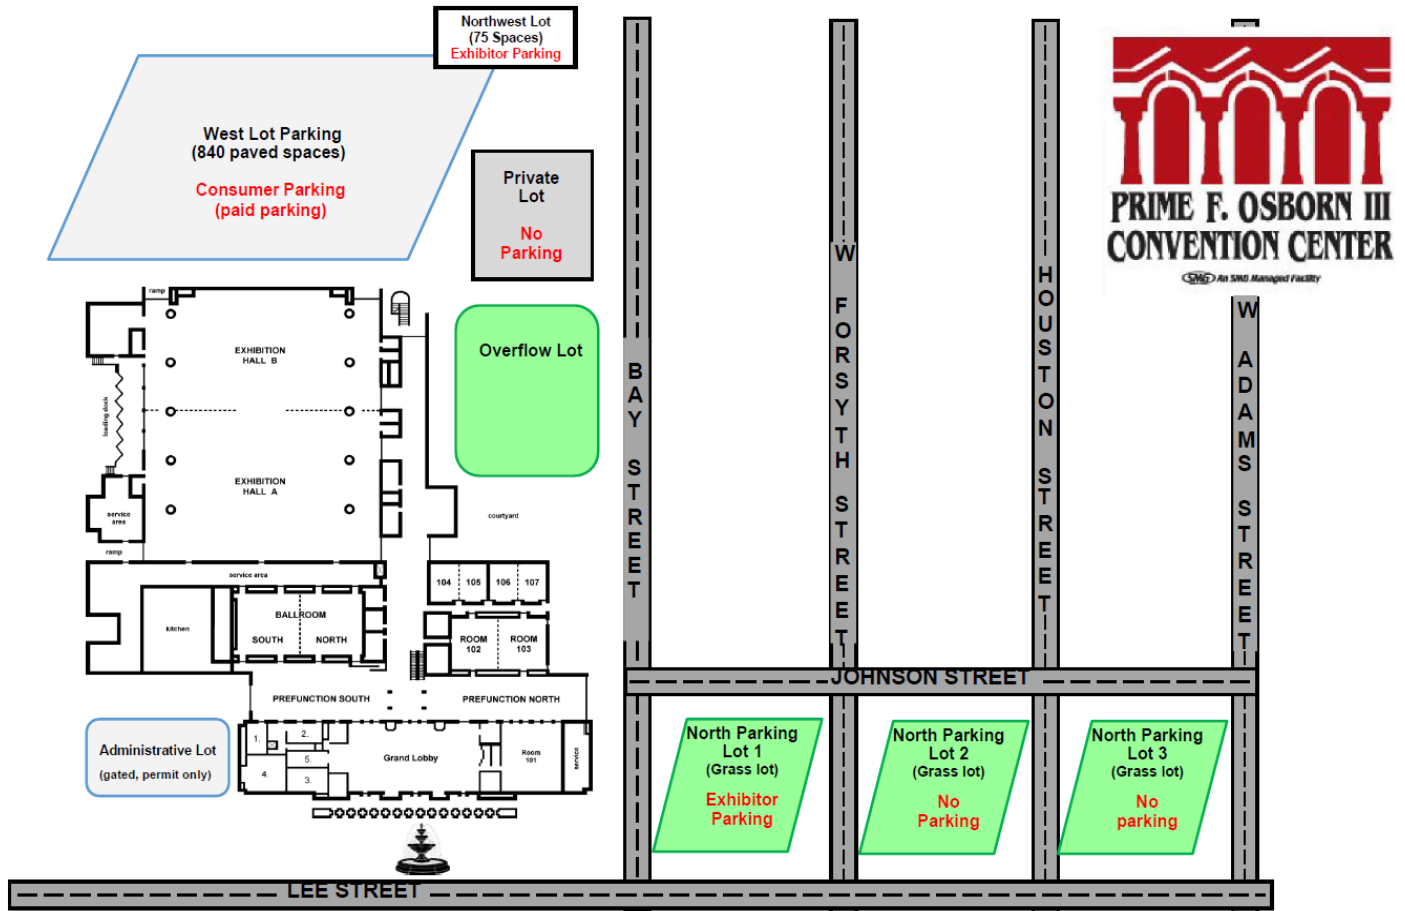 Northwest Lot
(75 Spaces)
Exhibitor Parking
West Lot Parking
(840 paved spaces)
Consumer Parking
(paid parking)
Private
Lot
No
Parking
PRIME F. OSBORN III
CONVENTION CENTER
SMG An SMG Managed Facility
Overflow Lot
ramp
EXHIBITION
HALL B
loading dock
EXHIBITION
HALL A
service
area
ramp
courtyard
service area
104
105
106
107
kitchen
BALLROOM
SOUTH
NORTH
ROOM
102
ROOM
103
PREFUNCTION SOUTH
PREFUNCTION NORTH
BAY STREET
W FORSYTH STREET
HOUSTON STREET
W ADAMS STREET
JOHNSON STREET
Administrative Lot
(gated, permit only)
1.
2.
5.
4.
3.
Grand Lobby
Room
101
service
North Parking
Lot 1
(Grass lot)
Exhibitor
Parking
North Parking
Lot 2
(Grass lot)
No
Parking
North Parking
Lot 3
(Grass lot)
No
parking
LEE STREET